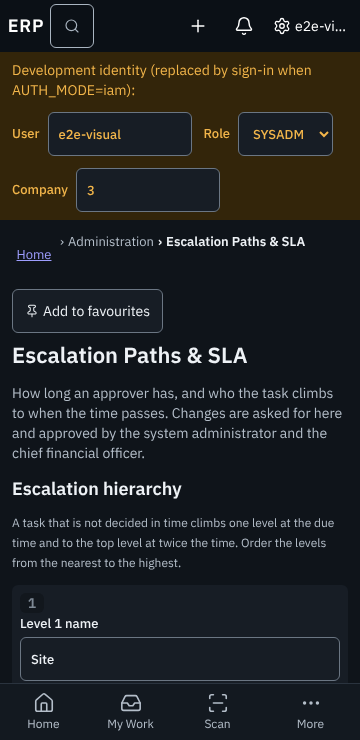 ERP
e2e-vi...
Development identity (replaced by sign-in when
AUTH_MODE=iam):
User e2e-visual Role SYSADM
Company 3
Home › Administration › Escalation Paths & SLA
Add to favourites
Escalation Paths & SLA
How long an approver has, and who the task climbs
to when the time passes. Changes are asked for here
and approved by the system administrator and the
chief financial officer.
Escalation hierarchy
A task that is not decided in time climbs one level at the due
time and to the top level at twice the time. Order the levels
from the nearest to the highest.
1
Level 1 name
Site
Home My Work Scan More